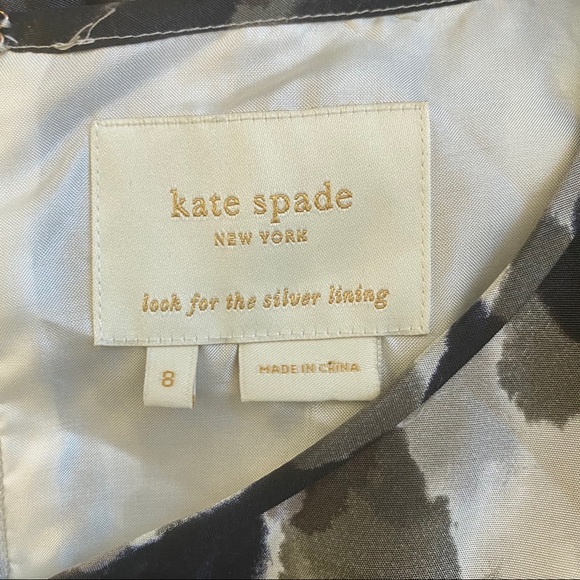 kate spade
NEW YORK
look for the silver lining
8
MADE IN CHINA